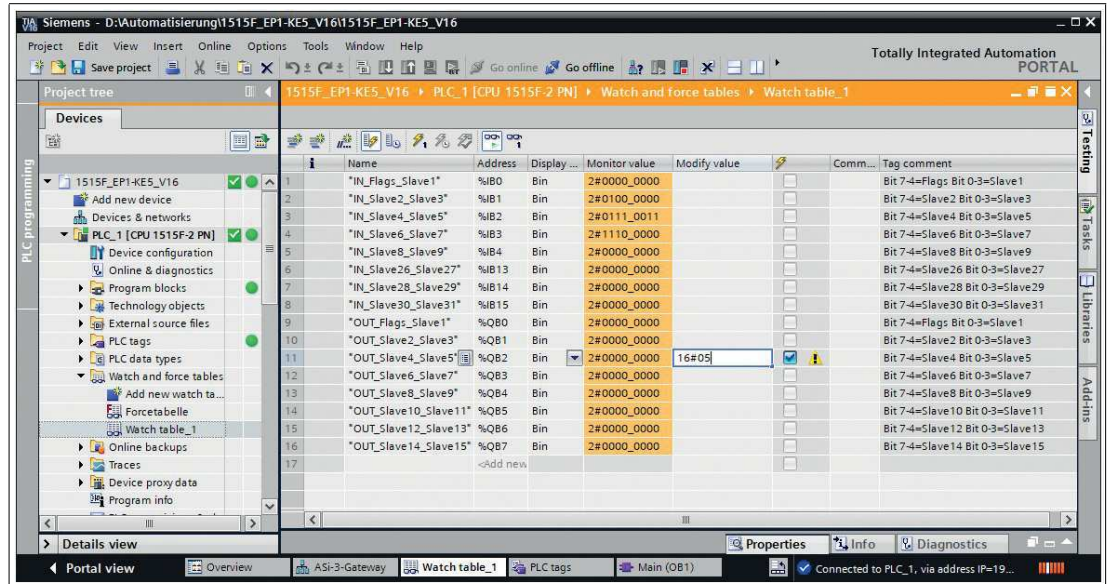 Siemens - D:\Automatisierung\1515F_EP1-KE5_V16\1515F_EP1-KE5_V16
Project Edit View Insert Online Options Tools Window Help
Totally Integrated Automation
PORTAL
Save project Go online Go offline
Project tree
1515F_EP1-KE5_V16 PLC_1 [CPU 1515F-2 PN] Watch and force tables Watch table_1
Devices
PLC programming
1515F_EP1-KE5_V16
Add new device
Devices & networks
PLC_1 [CPU 1515F-2 PN]
Device configuration
Online & diagnostics
Program blocks
Technology objects
External source files
PLC tags
PLC data types
Watch and force tables
Add new watch ta...
Forcetabelle
Watch table_1
Online backups
Traces
Device proxy data
Program info
Details view
i Name Address Display ... Monitor value Modify value Comm... Tag comment
1 "IN_Flags_Slave1" %IB0 Bin 2#0000_0000 Bit 7-4=Flags Bit 0-3=Slave1
2 "IN_Slave2_Slave3" %IB1 Bin 2#0100_0000 Bit 7-4=Slave2 Bit 0-3=Slave3
3 "IN_Slave4_Slave5" %IB2 Bin 2#0111_0011 Bit 7-4=Slave4 Bit 0-3=Slave5
4 "IN_Slave6_Slave7" %IB3 Bin 2#1110_0000 Bit 7-4=Slave6 Bit 0-3=Slave7
5 "IN_Slave8_Slave9" %IB4 Bin 2#0000_0000 Bit 7-4=Slave8 Bit 0-3=Slave9
6 "IN_Slave26_Slave27" %IB13 Bin 2#0000_0000 Bit 7-4=Slave26 Bit 0-3=Slave27
7 "IN_Slave28_Slave29" %IB14 Bin 2#0000_0000 Bit 7-4=Slave28 Bit 0-3=Slave29
8 "IN_Slave30_Slave31" %IB15 Bin 2#0000_0000 Bit 7-4=Slave30 Bit 0-3=Slave31
9 "OUT_Flags_Slave1" %QB0 Bin 2#0000_0000 Bit 7-4=Flags Bit 0-3=Slave1
10 "OUT_Slave2_Slave3" %QB1 Bin 2#0000_0000 Bit 7-4=Slave2 Bit 0-3=Slave3
11 "OUT_Slave4_Slave5" %QB2 Bin 2#0000_0000 16#05 Bit 7-4=Slave4 Bit 0-3=Slave5
12 "OUT_Slave6_Slave7" %QB3 Bin 2#0000_0000 Bit 7-4=Slave6 Bit 0-3=Slave7
13 "OUT_Slave8_Slave9" %QB4 Bin 2#0000_0000 Bit 7-4=Slave8 Bit 0-3=Slave9
14 "OUT_Slave10_Slave11" %QB5 Bin 2#0000_0000 Bit 7-4=Slave10 Bit 0-3=Slave11
15 "OUT_Slave12_Slave13" %QB6 Bin 2#0000_0000 Bit 7-4=Slave12 Bit 0-3=Slave13
16 "OUT_Slave14_Slave15" %QB7 Bin 2#0000_0000 Bit 7-4=Slave14 Bit 0-3=Slave15
17 <Add new
Testing
Tasks
Libraries
Add-ins
Properties Info Diagnostics
Portal view Overview ASi-3-Gateway Watch table_1 PLC tags Main (OB1) Connected to PLC_1, via address IP=19...